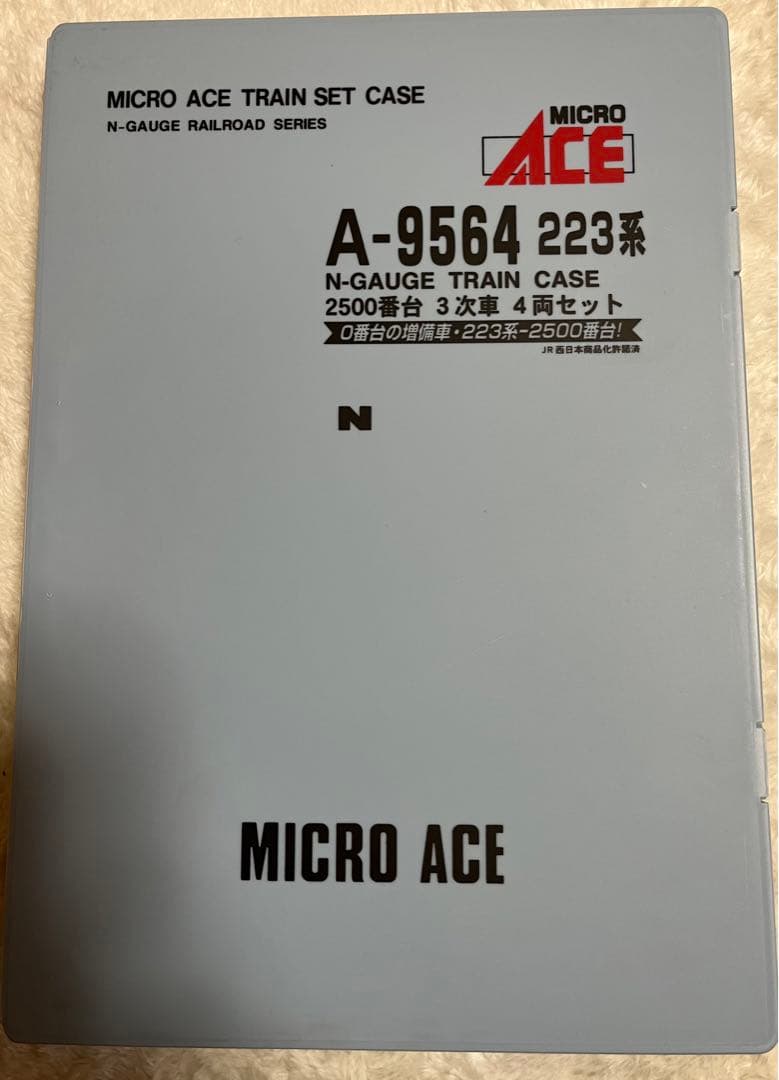 MICRO ACE TRAIN SET CASE
N-GAUGE RAILROAD SERIES
MICRO
ACE
A-9564 223系
N-GAUGE TRAIN CASE
2500番台 3次車 4両セット
0番台の増備車・223系-2500番台!
JR西日本商品化許諾済
N
MICRO ACE